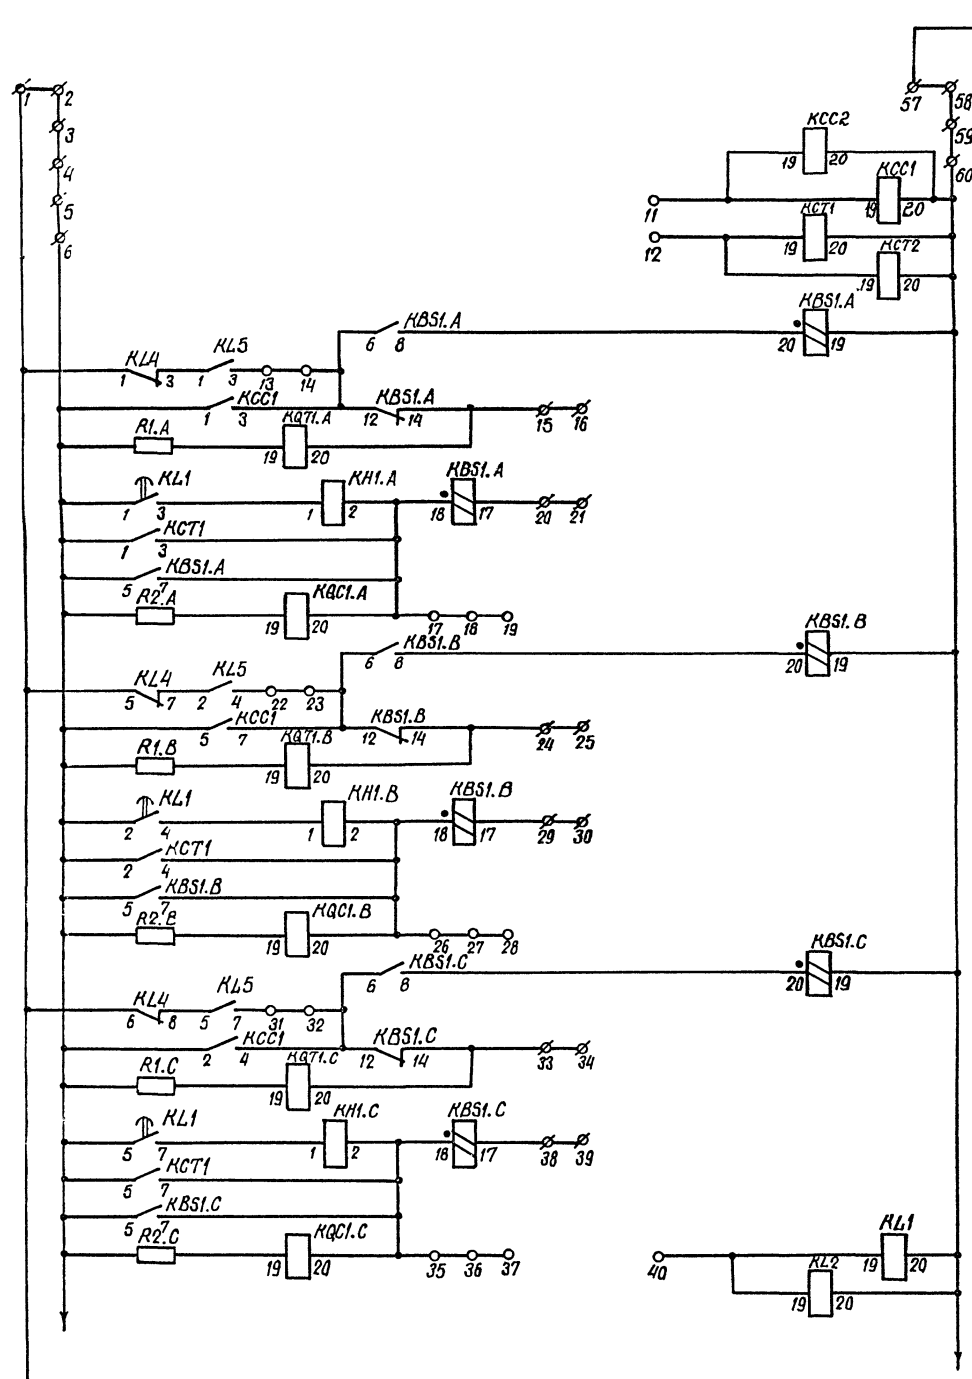 1 2
3
4
5
6
57 58
59
60
KCC2
19 20
KCC1
11 19 20
KCT1
12 19 20
KCT2
19 20
KBS1.A KBS1.A
6 8 20 19
KL4 KL5
1 3 1 3 13 14
KCC1 KBS1.A
1 3 12 14 15 16
R1.A KQT1.A
19 20
KL1 KH1.A KBS1.A
1 3 1 2 18 17 20 21
KCT1
1 3
KBS1.A
5 7
R2.A KQC1.A
19 20 17 18 19
KBS1.B KBS1.B
6 8 20 19
KL4 KL5
5 7 2 4 22 23
KCC1 KBS1.B
5 7 12 14 24 25
R1.B KQT1.B
19 20
KL1 KH1.B KBS1.B
2 4 1 2 18 17 29 30
KCT1
2 4
KBS1.B
5 7
R2.B KQC1.B
19 20 26 27 28
KBS1.C KBS1.C
6 8 20 19
KL4 KL5
6 8 5 7 31 32
KCC1 KBS1.C
2 4 12 14 33 34
R1.C KQT1.C
19 20
KL1 KH1.C KBS1.C
5 7 1 2 18 17 38 39
KCT1
5 7
KBS1.C
5 7
R2.C KQC1.C
19 20 35 36 37
KL1
40 19 20
KL2
19 20